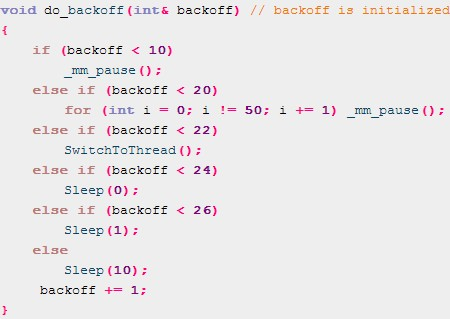 void do_backoff(int& backoff) // backoff is initialized
{
    if (backoff < 10)
        _mm_pause();
    else if (backoff < 20)
        for (int i = 0; i != 50; i += 1) _mm_pause();
    else if (backoff < 22)
        SwitchToThread();
    else if (backoff < 24)
        Sleep(0);
    else if (backoff < 26)
        Sleep(1);
    else
        Sleep(10);
     backoff += 1;
}